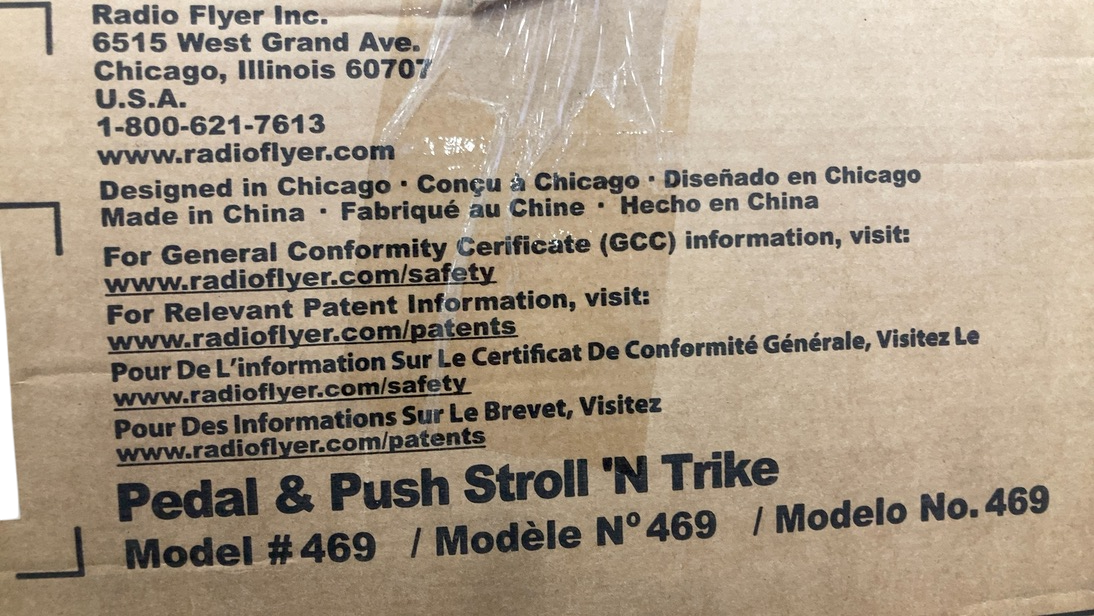 Radio Flyer Inc.
6515 West Grand Ave.
Chicago, Illinois 60707
U.S.A.
1-800-621-7613
www.radioflyer.com
Designed in Chicago · Conçu à Chicago · Diseñado en Chicago
Made in China · Fabriqué au Chine · Hecho en China
For General Conformity Cerificate (GCC) information, visit:
www.radioflyer.com/safety
For Relevant Patent Information, visit:
www.radioflyer.com/patents
Pour De L'information Sur Le Certificat De Conformité Générale, Visitez Le
www.radioflyer.com/safety
Pour Des Informations Sur Le Brevet, Visitez
www.radioflyer.com/patents
Pedal & Push Stroll 'N Trike
Model # 469 / Modèle N° 469 / Modelo No. 469